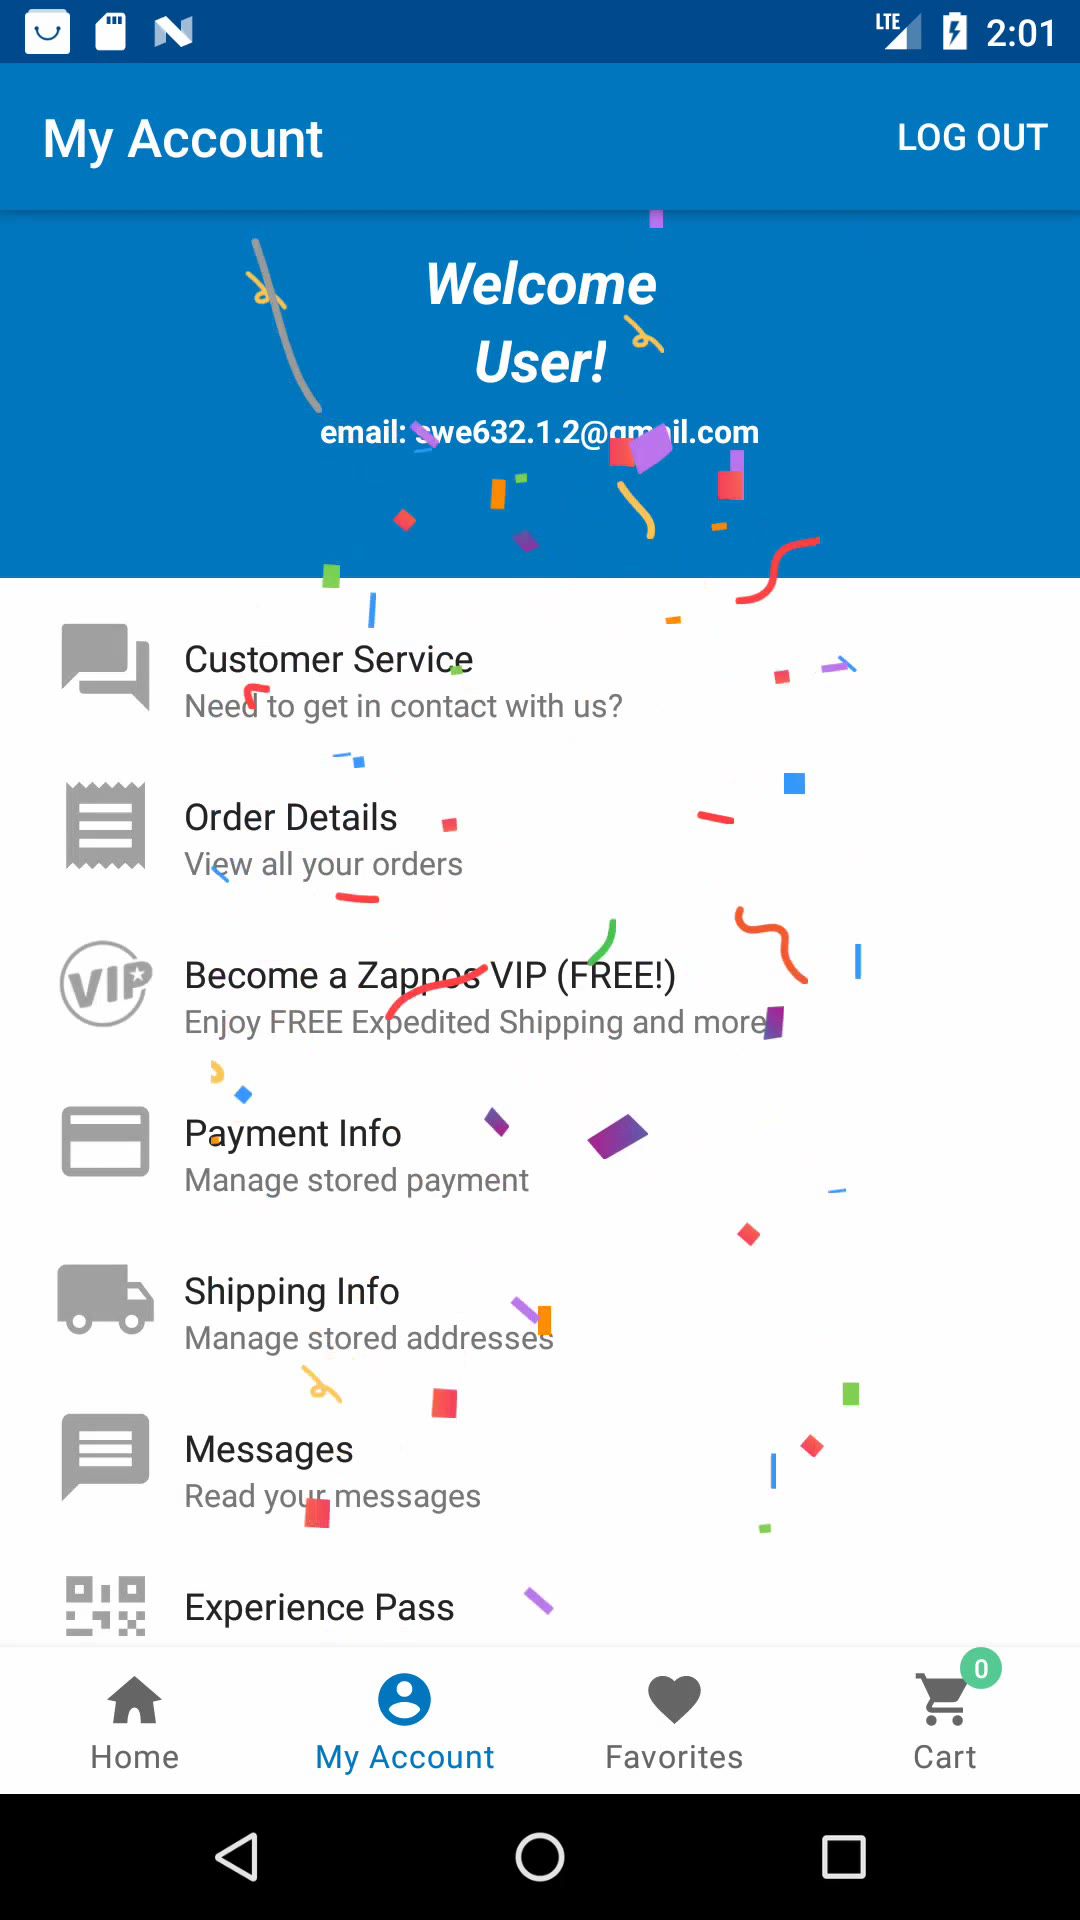 LTE 2:01
My Account LOG OUT
Welcome
User!
email: swe632.1.2@gmail.com
Customer Service
Need to get in contact with us?
Order Details
View all your orders
VIP
Become a Zappos VIP (FREE!)
Enjoy FREE Expedited Shipping and more
Payment Info
Manage stored payment
Shipping Info
Manage stored addresses
Messages
Read your messages
Experience Pass
0
Home My Account Favorites Cart